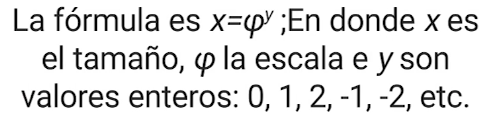 La fórmula es x=φʸ ;En donde x es
el tamaño, φ la escala e y son
valores enteros: 0, 1, 2, -1, -2, etc.